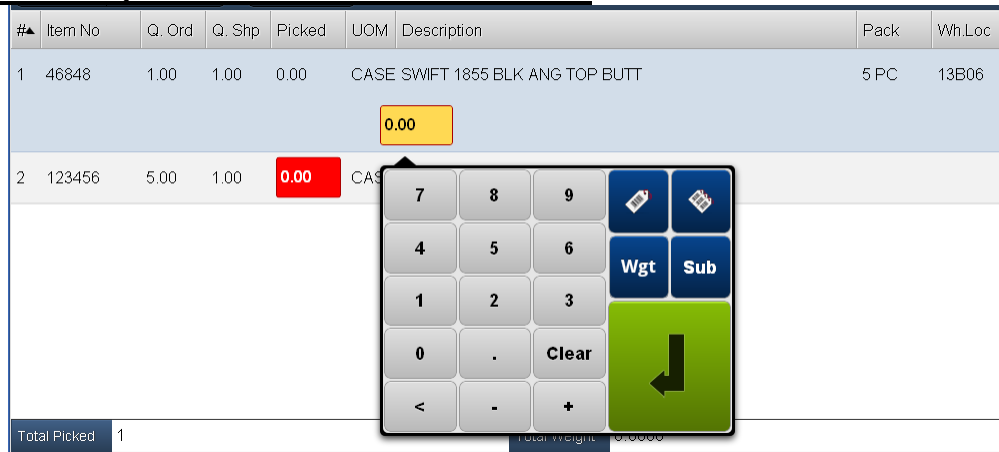 # Item No Q. Ord Q. Shp Picked UOM Description Pack Wh.Loc
1 46848 1.00 1.00 0.00 CASE SWIFT 1855 BLK ANG TOP BUTT 5 PC 13B06
0.00
2 123456 5.00 1.00 0.00
7 8 9
4 5 6 Wgt Sub
1 2 3
0 . Clear
< - +
Total Picked 1 Total Weight 0.0000